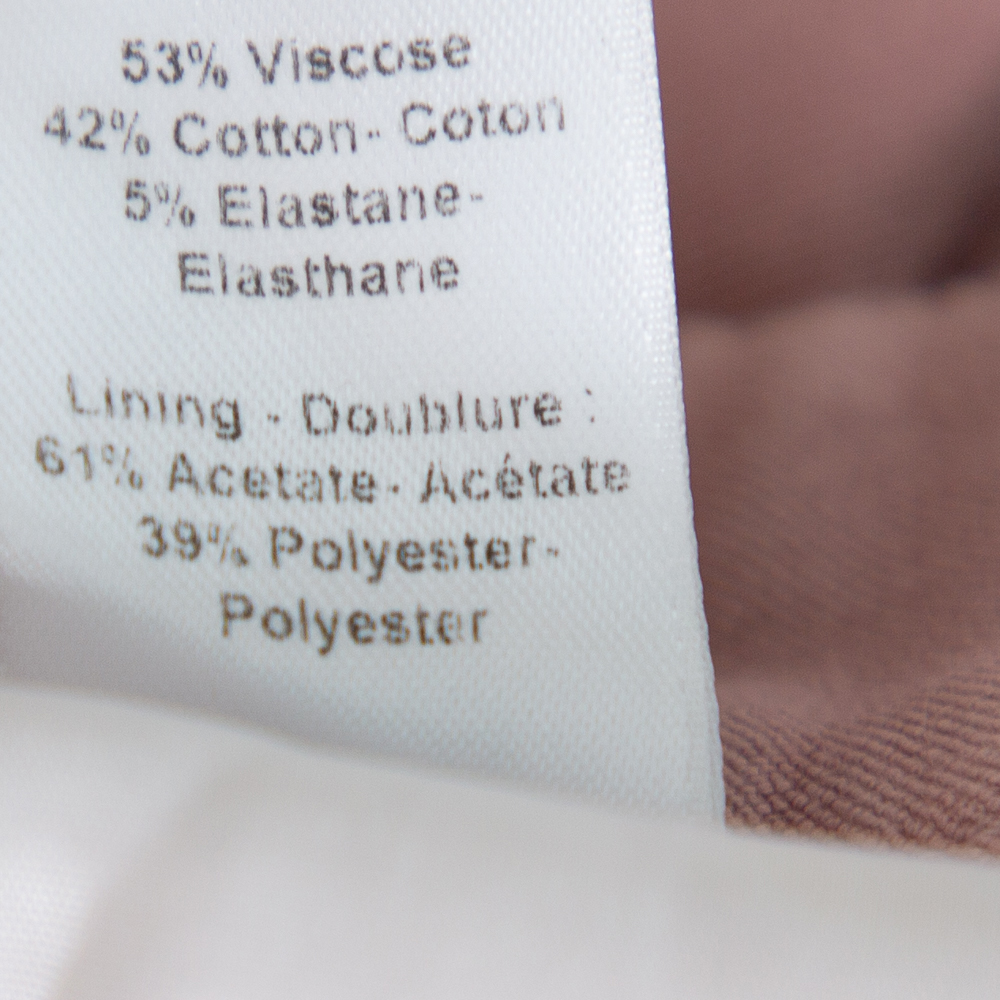 53% Viscose
42% Cotton- Coton
5% Elastane-
Elasthane
Lining - Doublure :
61% Acetate- Acétate
39% Polyester-
Polyester